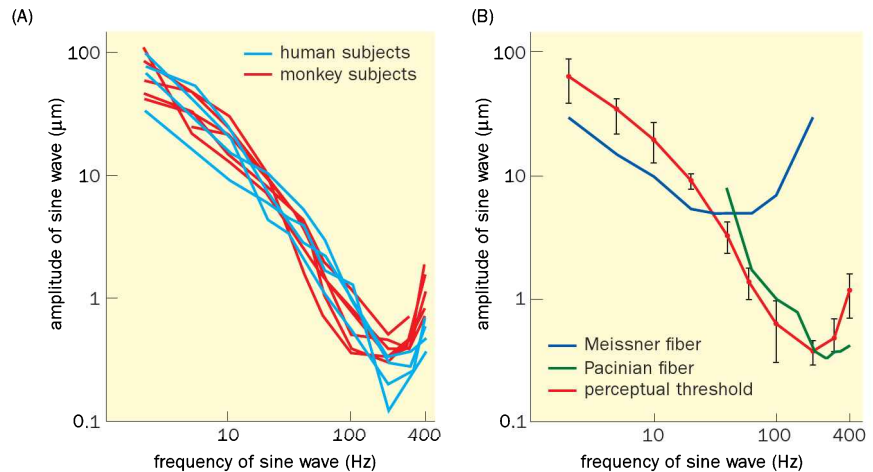 (A)
amplitude of sine wave (μm)
100
10
1
0.1
human subjects
monkey subjects
10
100
400
frequency of sine wave (Hz)
(B)
amplitude of sine wave (μm)
100
10
1
0.1
Meissner fiber
Pacinian fiber
perceptual threshold
10
100
400
frequency of sine wave (Hz)